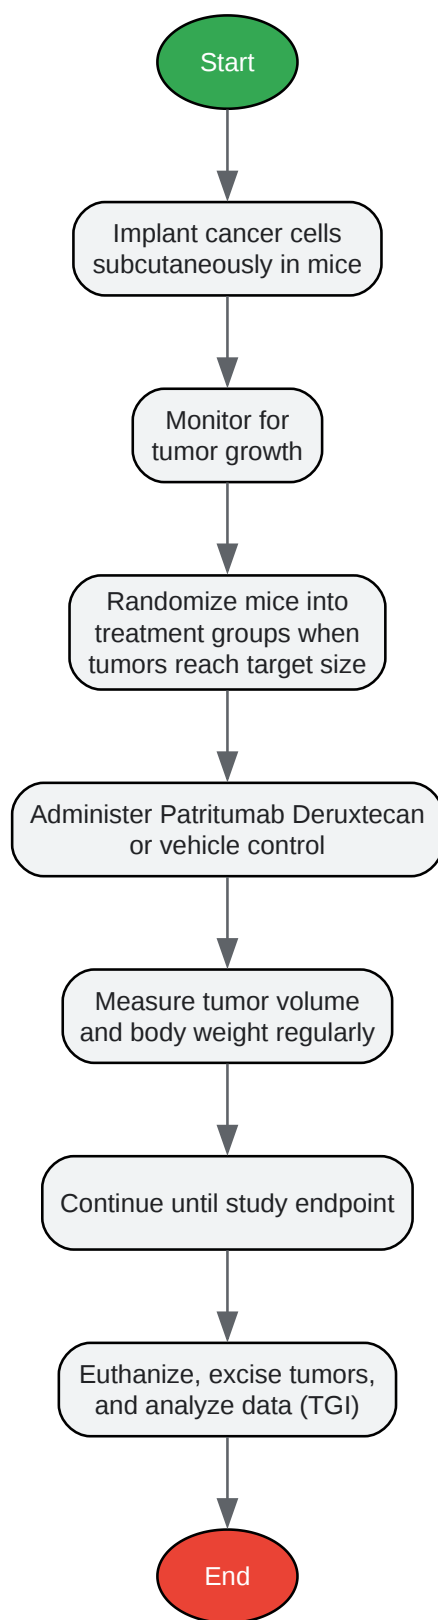 Start
Implant cancer cells
subcutaneously in mice
Monitor for
tumor growth
Randomize mice into
treatment groups when
tumors reach target size
Administer Patritumab Deruxtecan
or vehicle control
Measure tumor volume
and body weight regularly
Continue until study endpoint
Euthanize, excise tumors,
and analyze data (TGI)
End